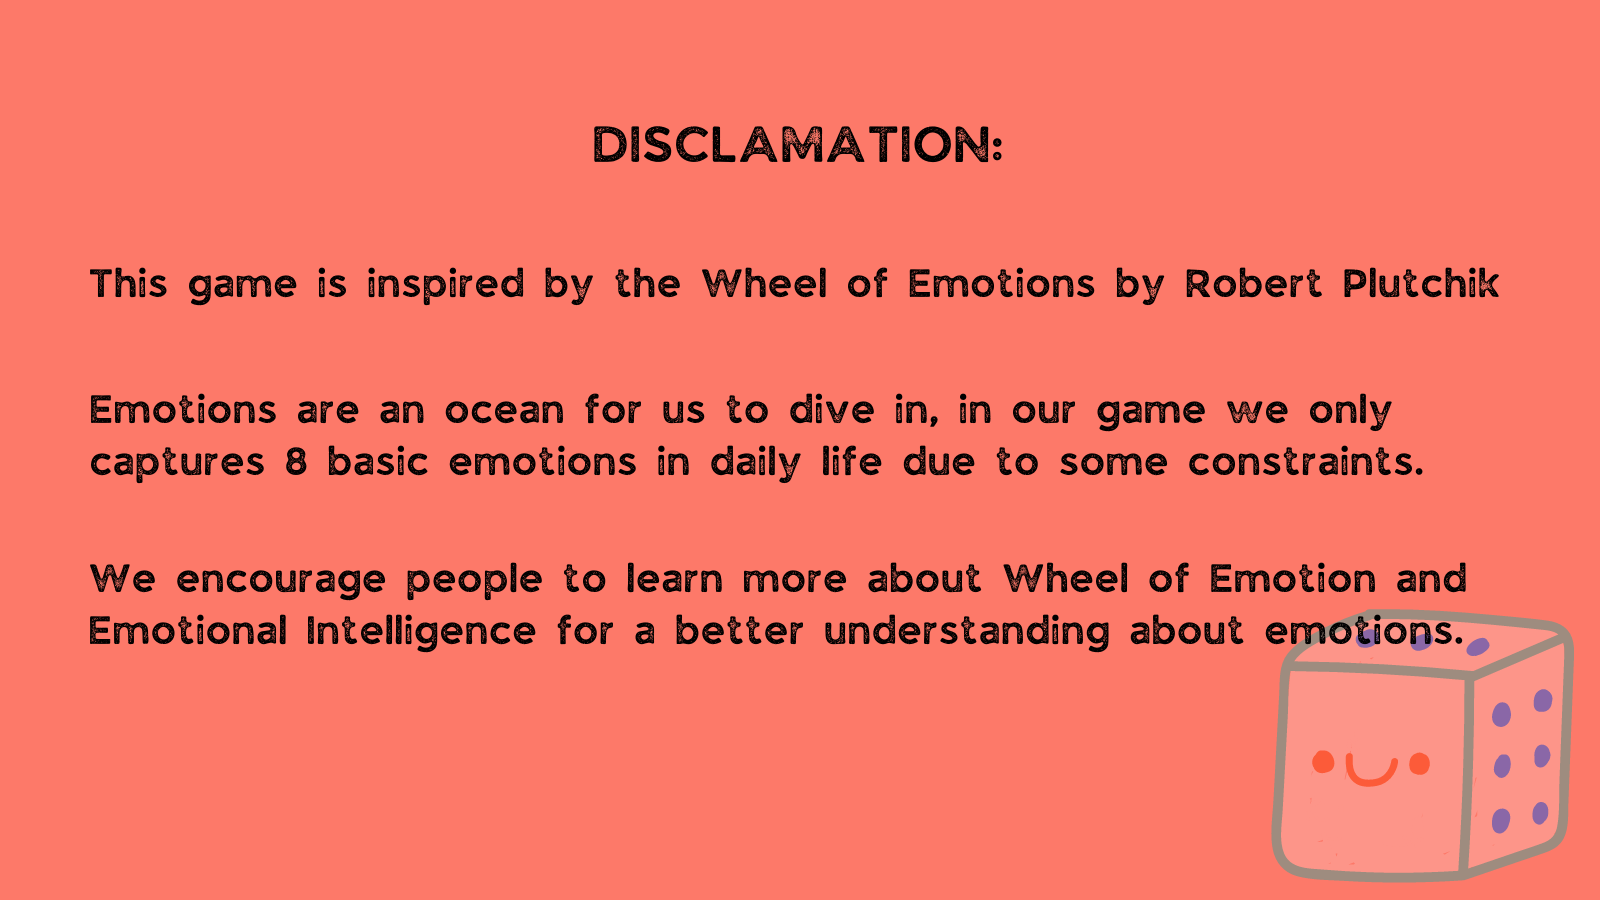 DISCLAMATION:
This game is inspired by the Wheel of Emotions by Robert Plutchik
Emotions are an ocean for us to dive in, in our game we only
captures 8 basic emotions in daily life due to some constraints.
We encourage people to learn more about Wheel of Emotion and
Emotional Intelligence for a better understanding about emotions.